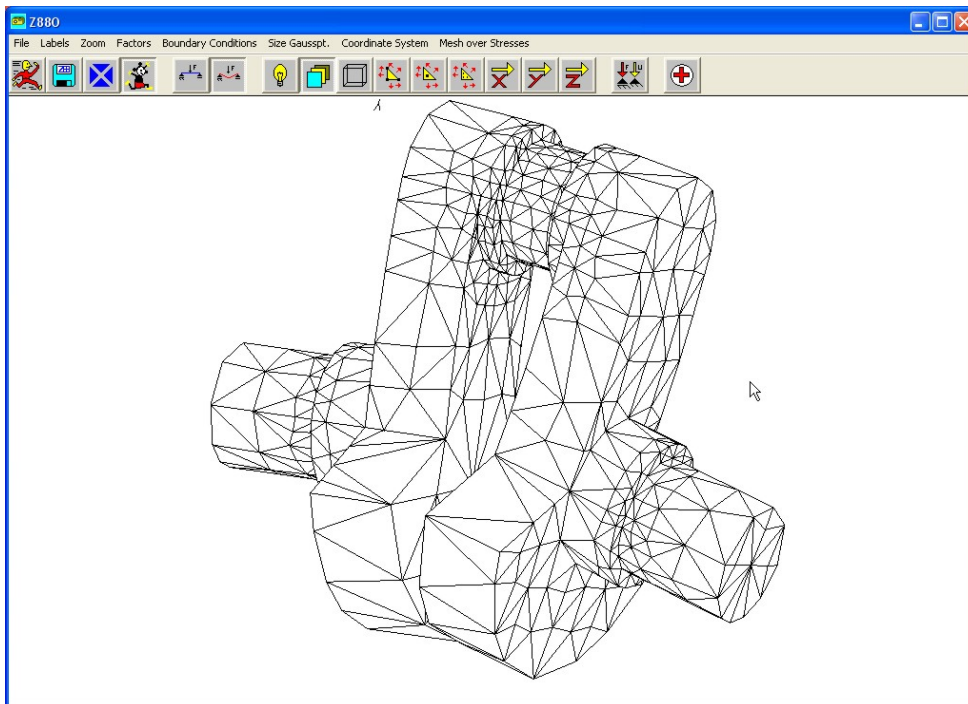 Z88O
File Labels Zoom Factors Boundary Conditions Size Gausspt. Coordinate System Mesh over Stresses
X Y Z
Y